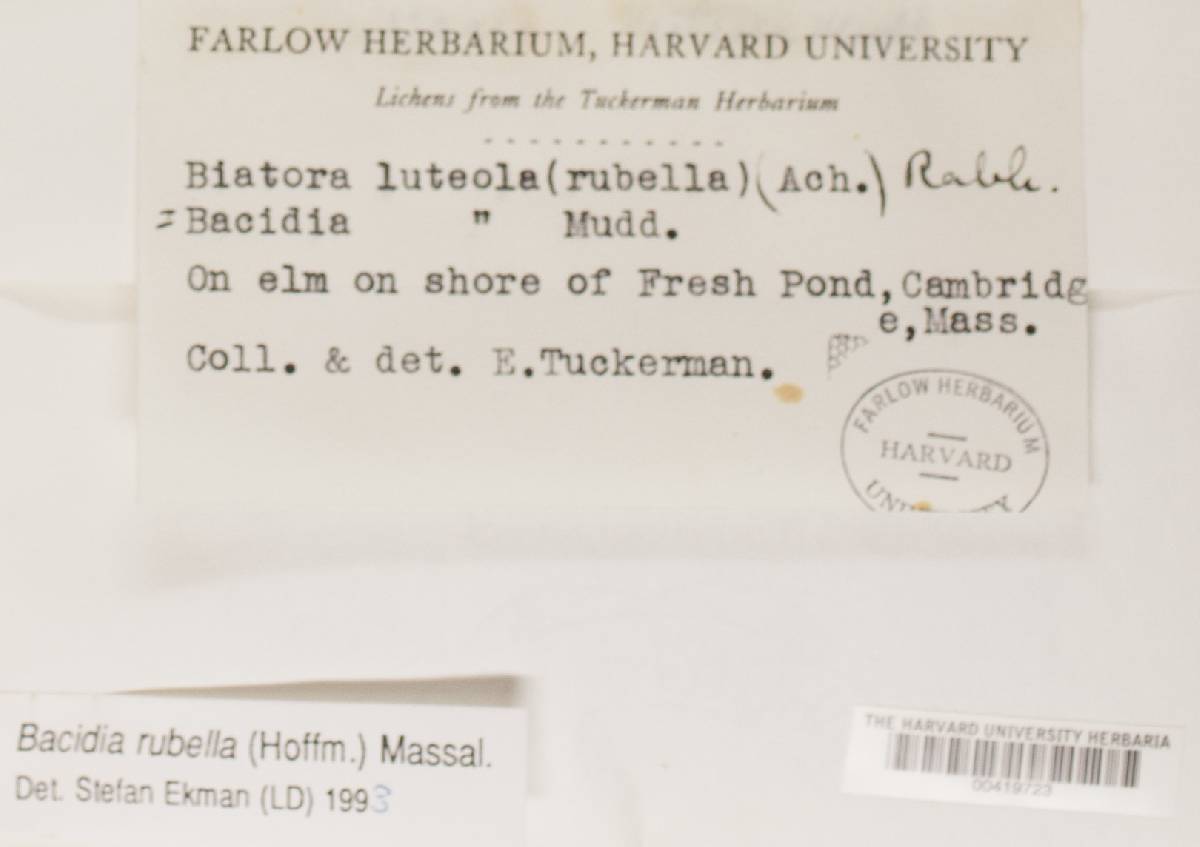 FARLOW HERBARIUM, HARVARD UNIVERSITY
Lichens from the Tuckerman Herbarium
Biatora luteola(rubella)(Ach.) Rabh.
=Bacidia " Mudd.
On elm on shore of Fresh Pond,Cambridg
e,Mass.
Coll. & det. E.Tuckerman.
FARLOW HERBARIUM
HARVARD
Bacidia rubella (Hoffm.) Massal.
Det. Stefan Ekman (LD) 1993
THE HARVARD UNIVERSITY HERBARIA
00419723